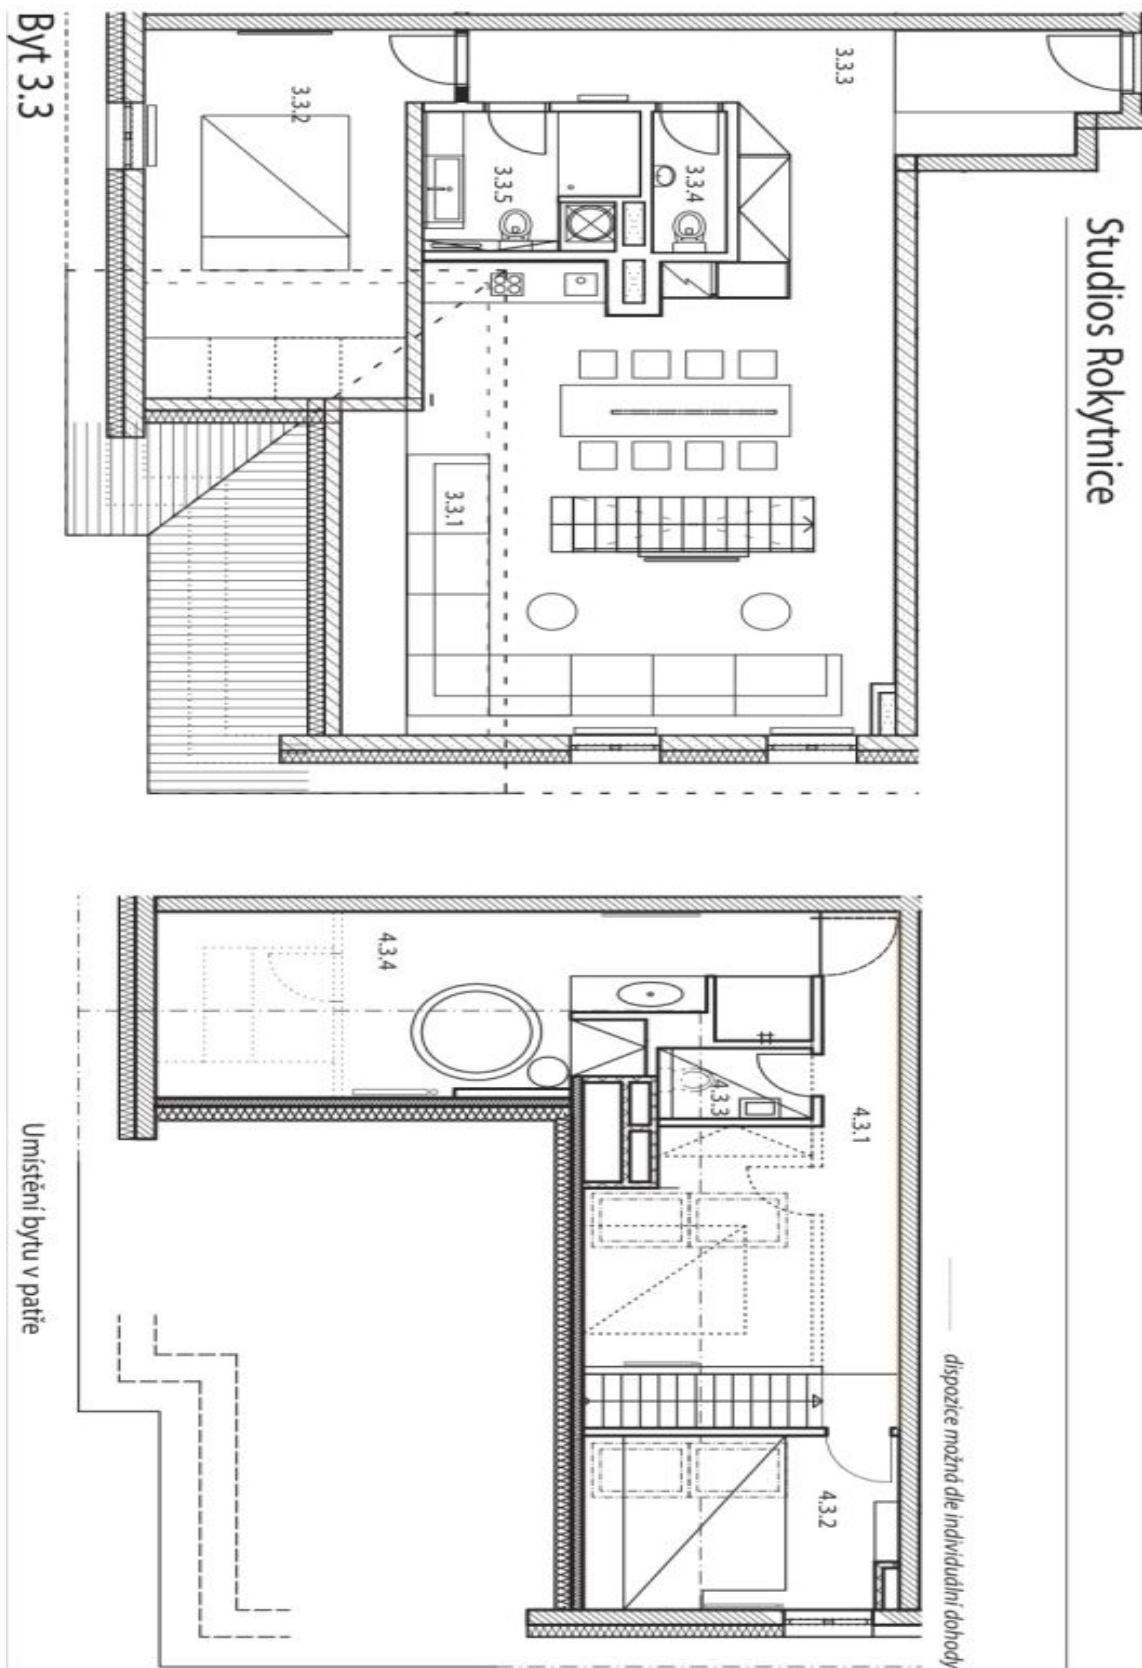 Studios Rokytnice
Byt 3.3
3.3.3
3.3.2
3.3.4
3.3.5
3.3.1
4.3.4
4.3.3
4.3.1
4.3.2
dispozice možná dle individuální dohody
Umístění bytu v patře